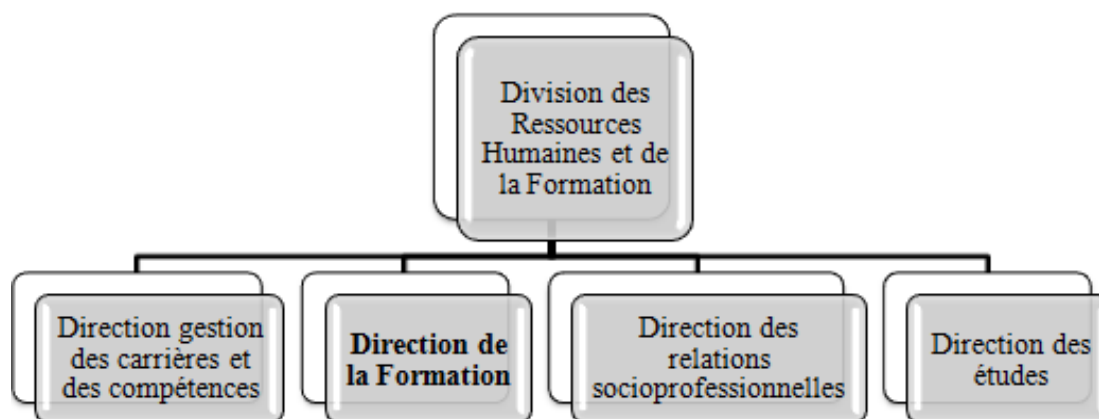 Division des
Ressources
Humaines et de
la Formation
Direction gestion
des carrières et
des compétences
Direction de
la Formation
Direction des
relations
socioprofessionnelles
Direction des
études